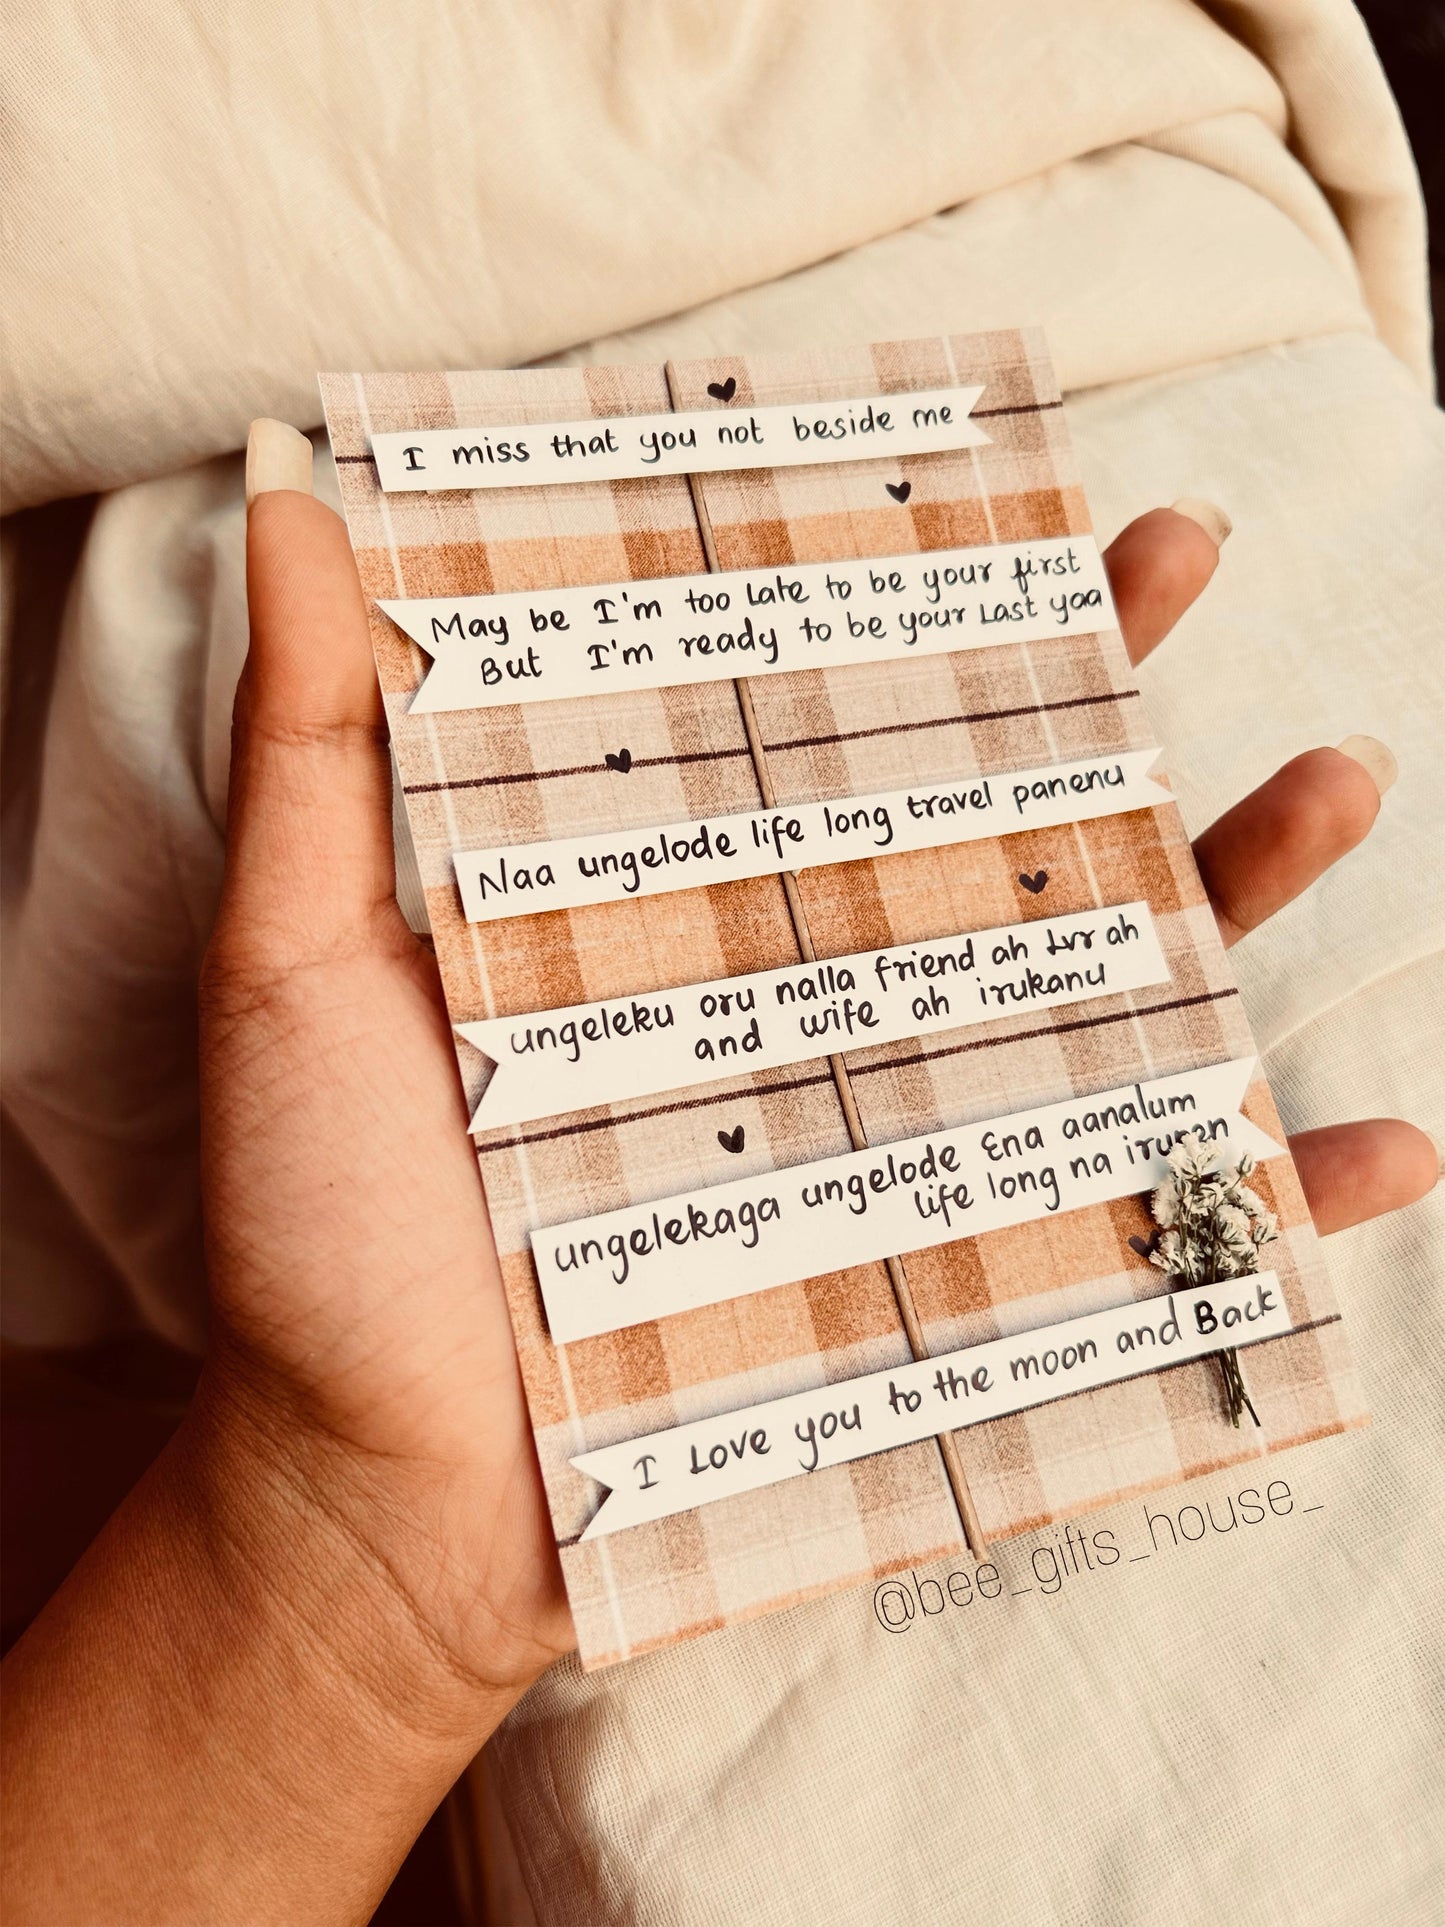 I miss that you not beside me
May be I'm too Late to be your first
But I'm ready to be your Last yaa
Naa ungelode life long travel panenu
ungeleku oru nalla friend ah Lvr ah
and wife ah irukanu
ungelekaga ungelode Ena aanalum
life long na
I Love you to the moon and Back
@bee_gifts_house_